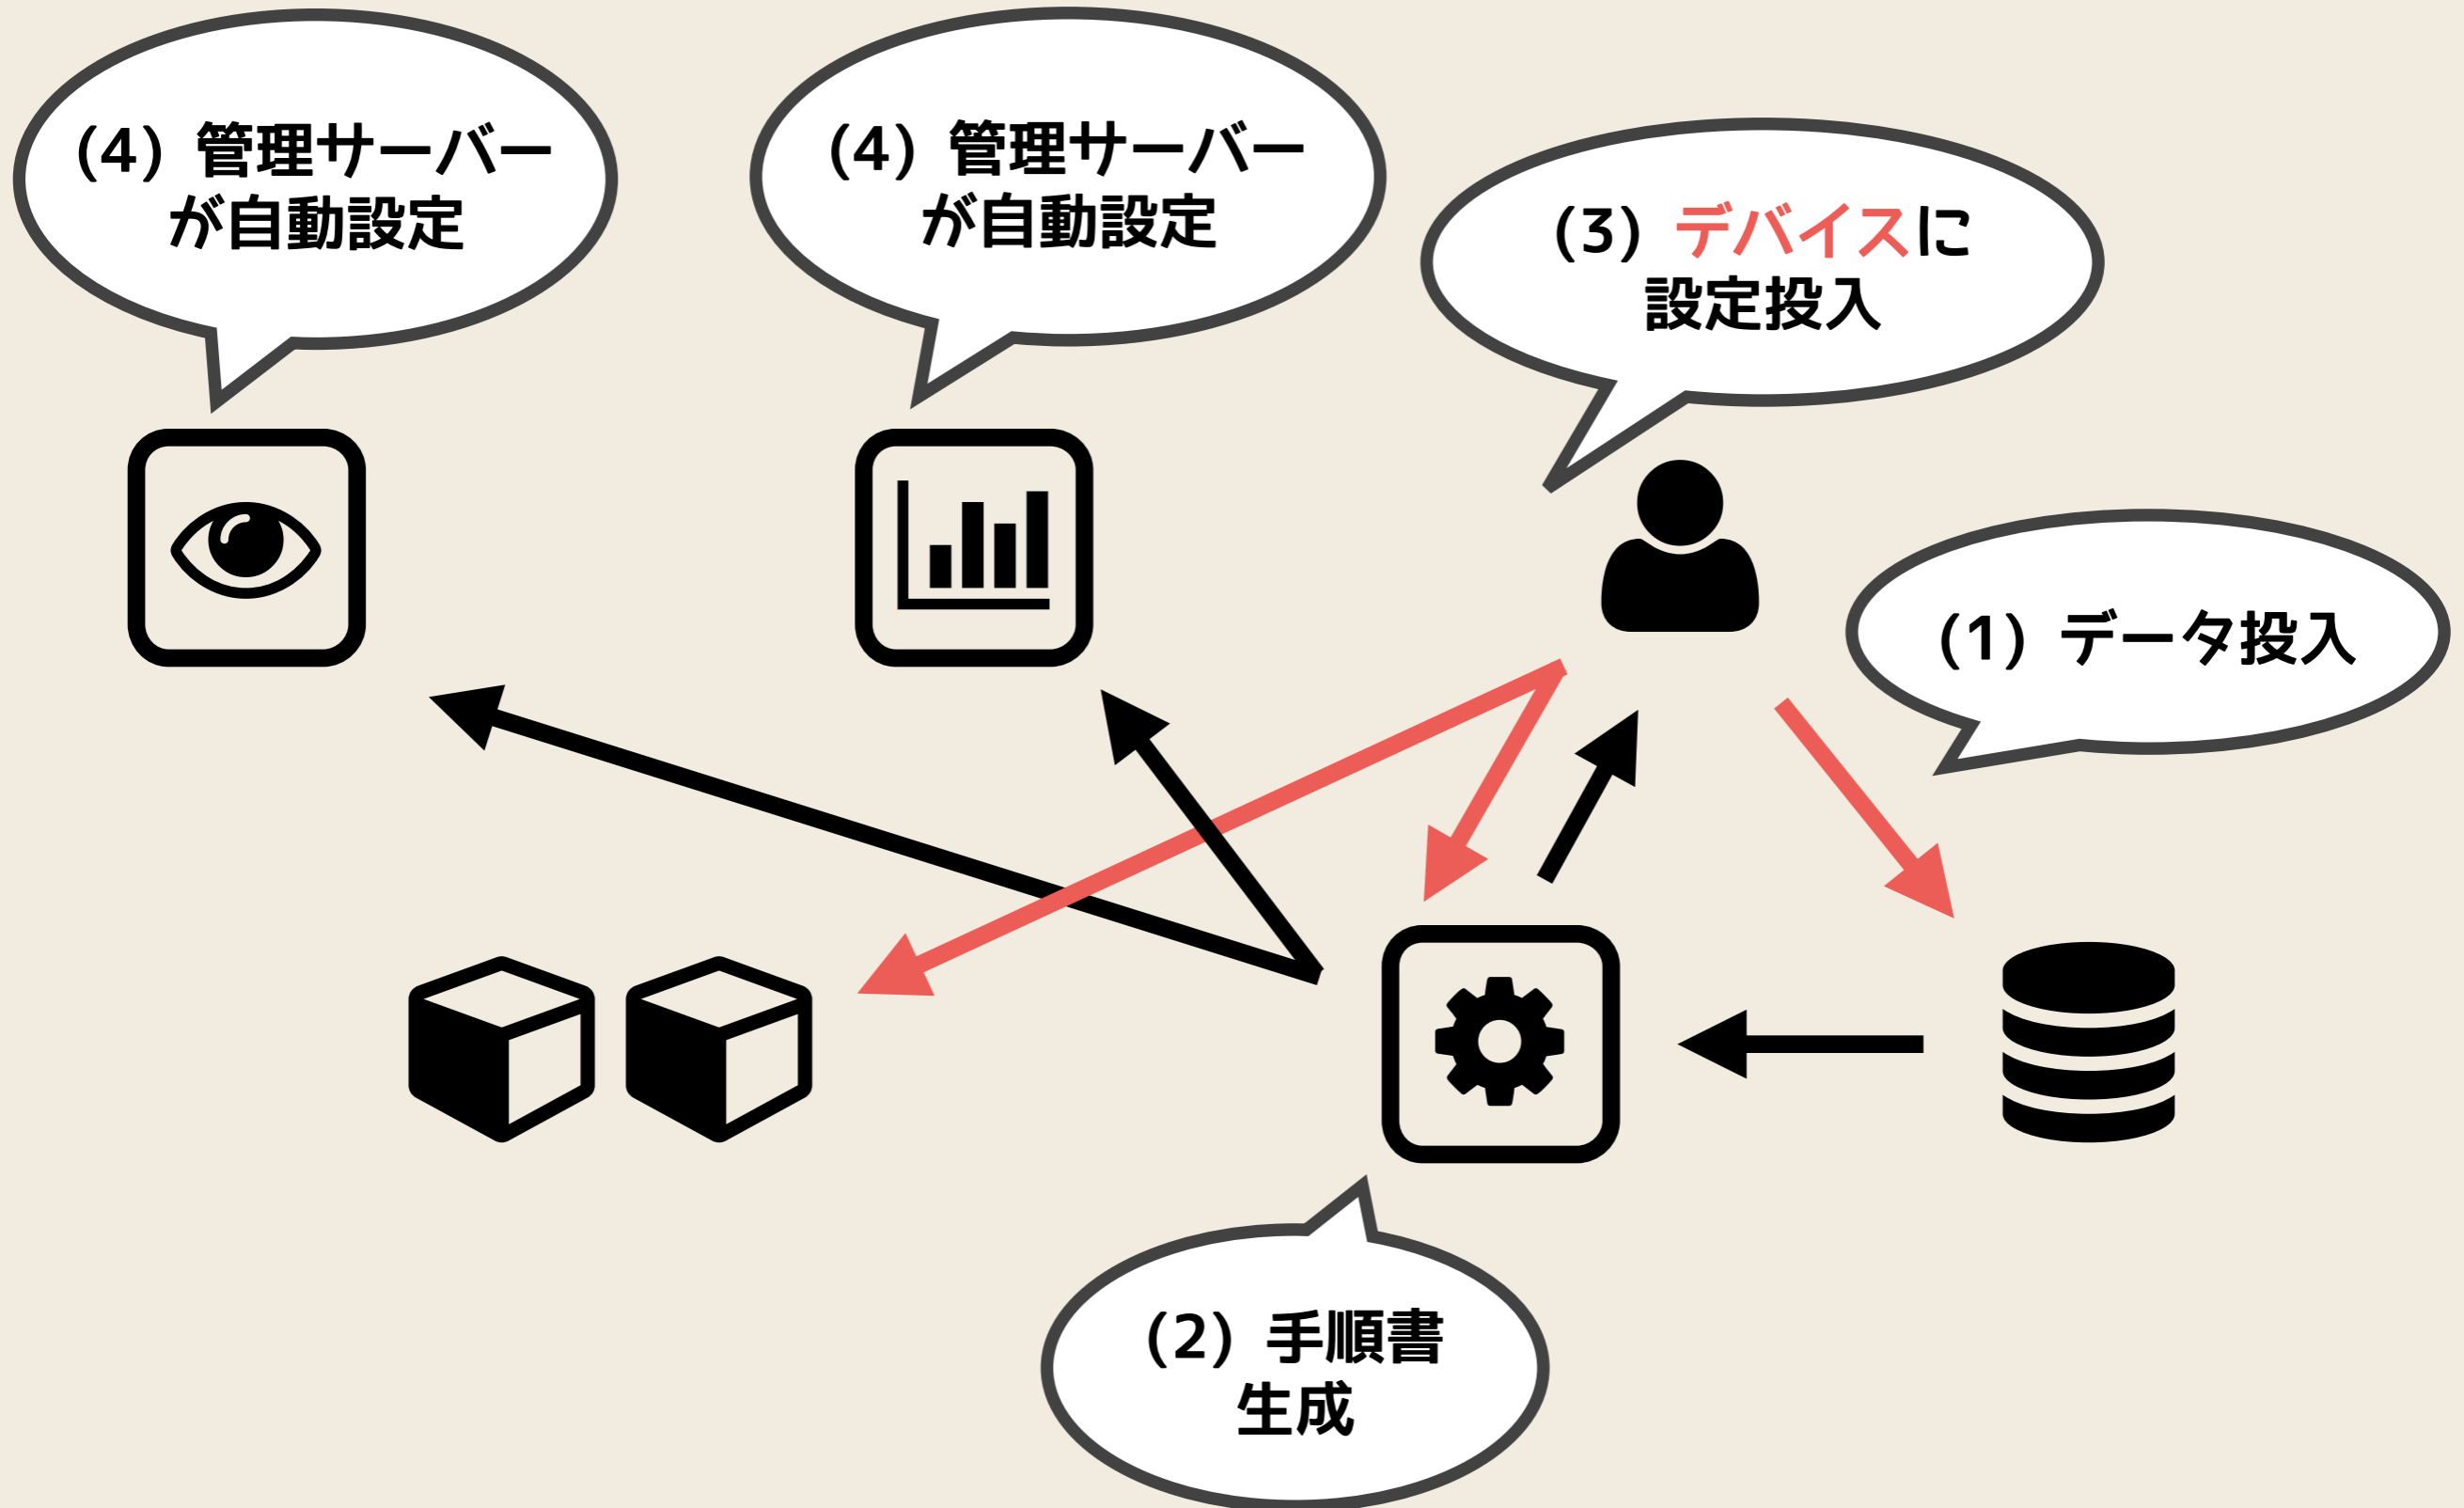 （4）管理サーバー
が自動設定
（4）管理サーバー
が自動設定
（3）デバイスに
設定投入
（1）データ投入
（2）手順書
生成